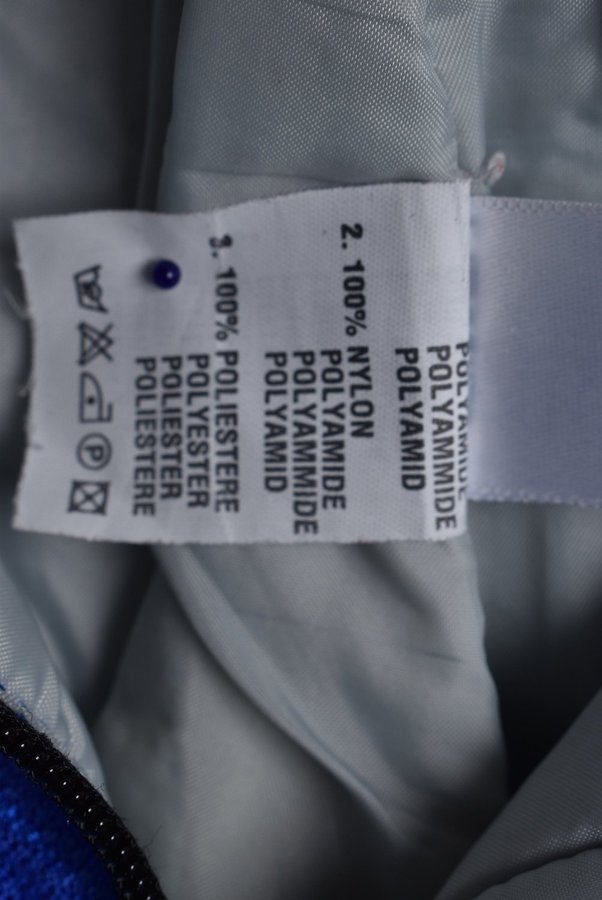 POLYAMIDE
POLYAMMIDE
POLYAMID
2. 100% NYLON
POLYAMIDE
POLYAMMIDE
POLYAMID
3. 100% POLIESTERE
POLYESTER
POLIESTER
POLIESTERE
P